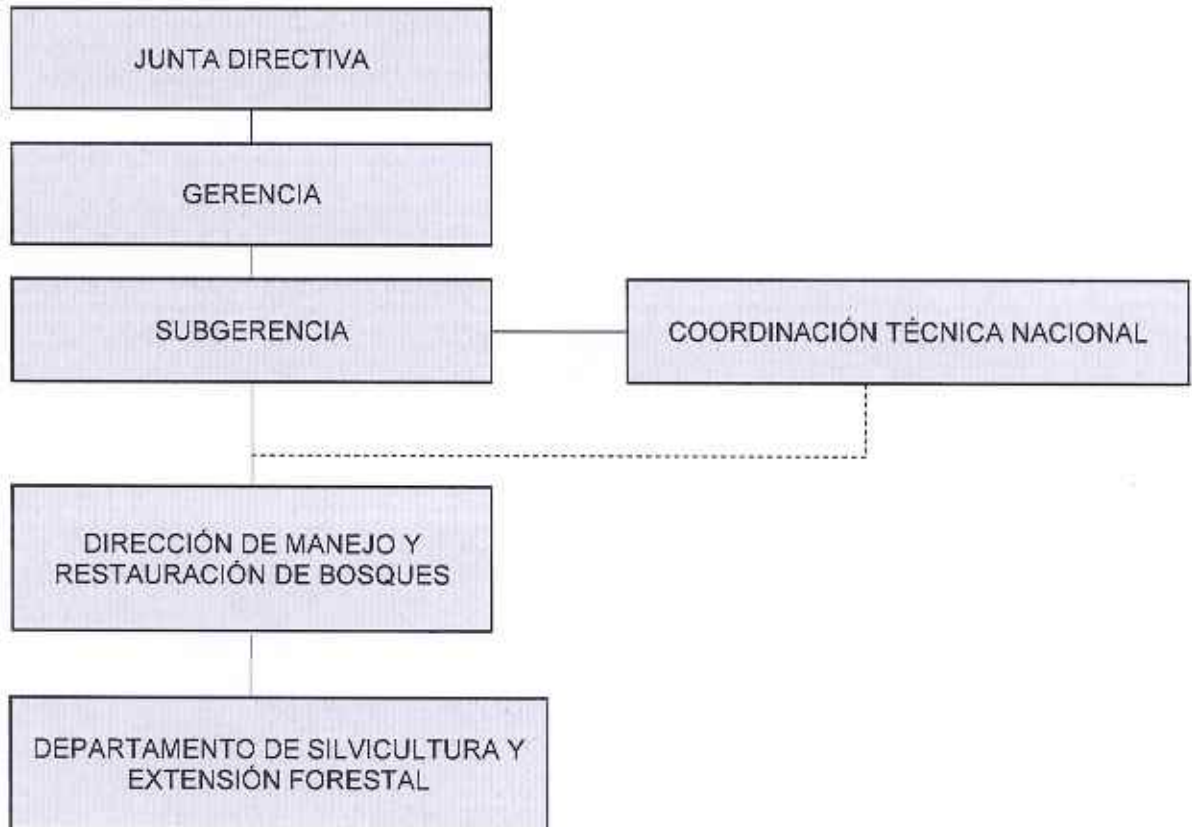 JUNTA DIRECTIVA
GERENCIA
SUBGERENCIA
COORDINACIÓN TÉCNICA NACIONAL
DIRECCIÓN DE MANEJO Y
RESTAURACIÓN DE BOSQUES
DEPARTAMENTO DE SILVICULTURA Y
EXTENSIÓN FORESTAL